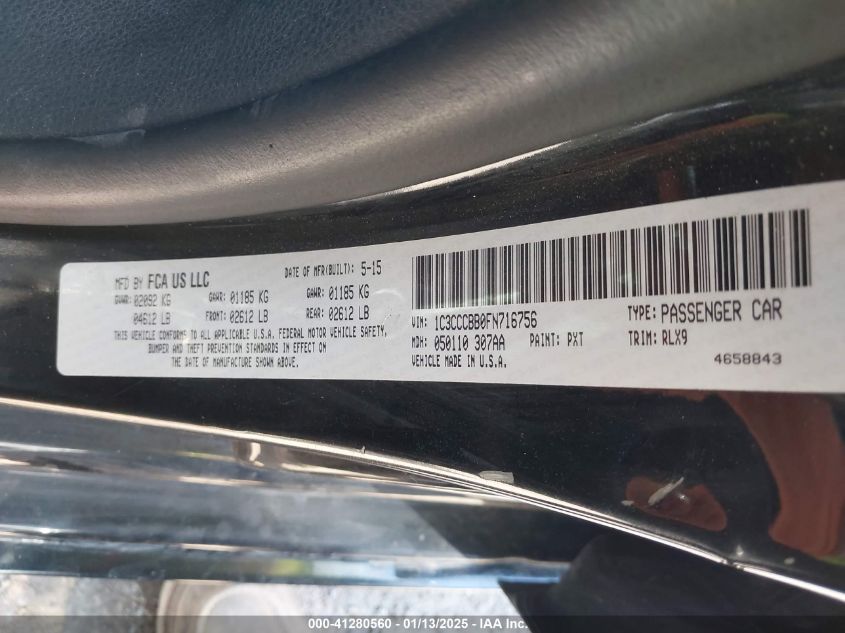 MFD BY FCA US LLC DATE OF MFR(BUILT): 5-15
GVWR: 02092 KG GAWR: 01185 KG GAWR: 01185 KG
04612 LB FRONT: 02612 LB REAR: 02612 LB
THIS VEHICLE CONFORMS TO ALL APPLICABLE U.S.A. FEDERAL MOTOR VEHICLE SAFETY,
BUMPER AND THEFT PREVENTION STANDARDS IN EFFECT ON
THE DATE OF MANUFACTURE SHOWN ABOVE.
VIN: 1C3CCCBB0FN716756 TYPE: PASSENGER CAR
MDH: 050110 307AA PAINT: PXT TRIM: RLX9
VEHICLE MADE IN U.S.A. 4658843
000-41280560 - 01/13/2025 - IAA Inc.